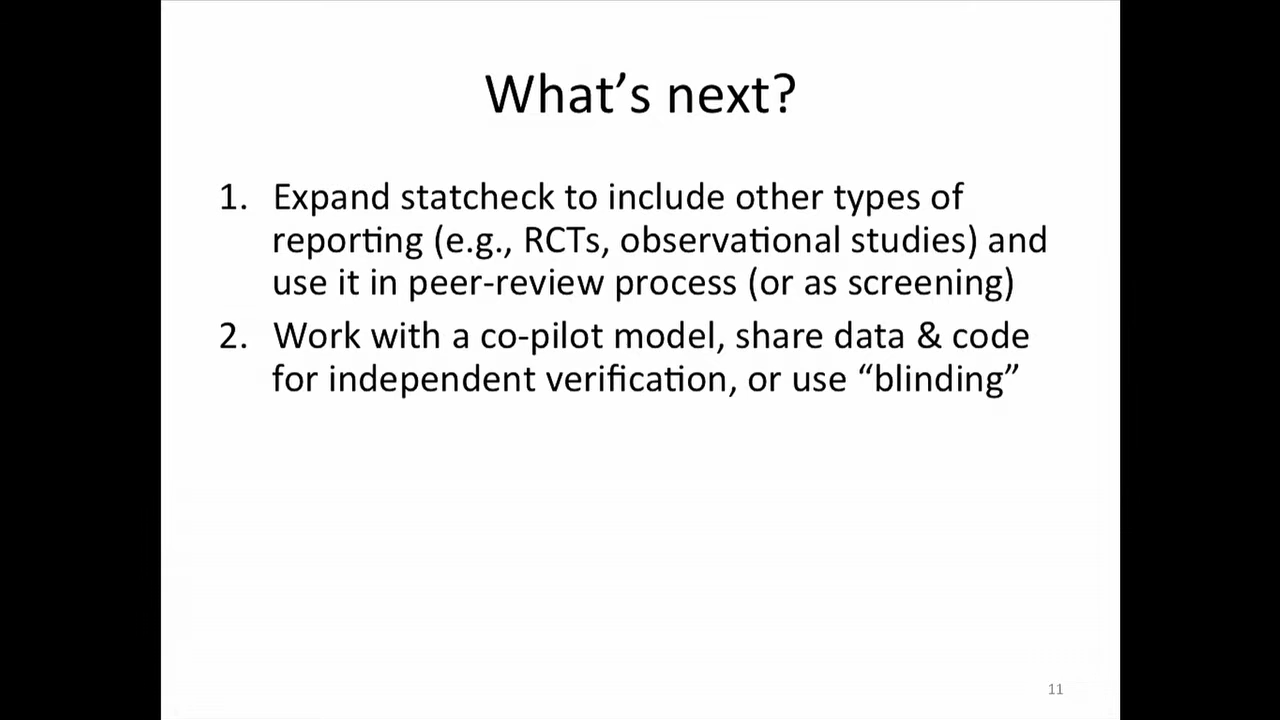 What’s next?
1. Expand statcheck to include other types of
reporting (e.g., RCTs, observational studies) and
use it in peer-review process (or as screening)
2. Work with a co-pilot model, share data & code
for independent verification, or use “blinding”
11